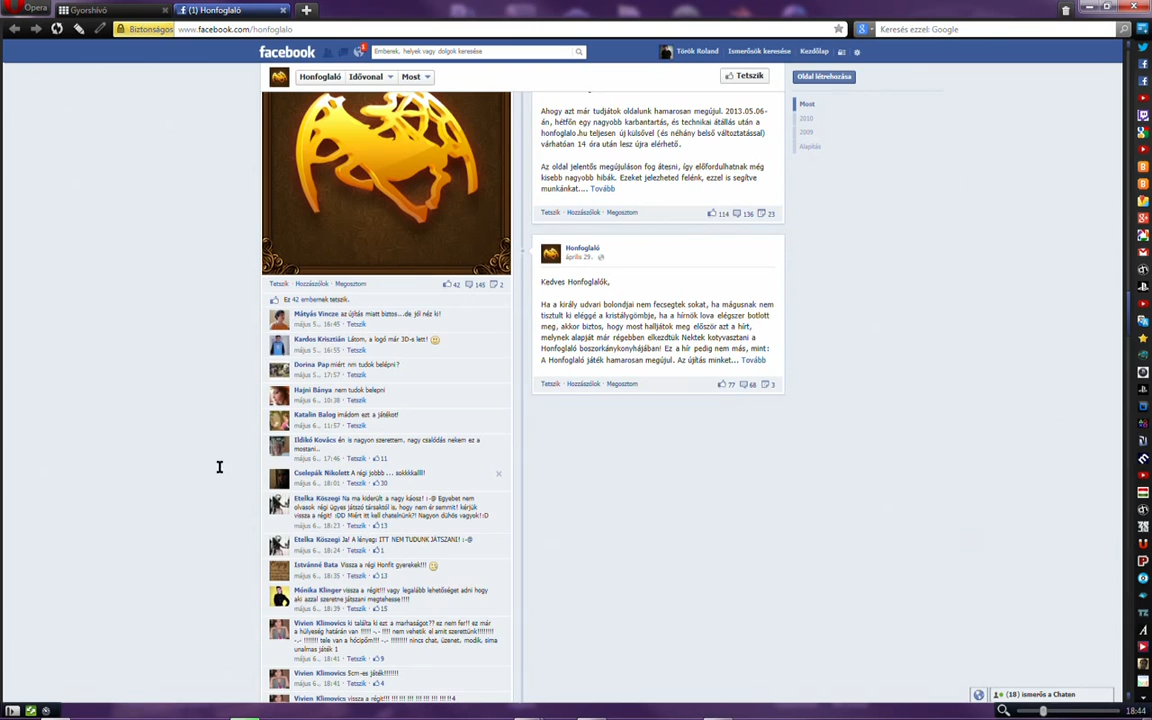 Opera
Gyorshívó
(1) Honfoglaló
Biztonságos
www.facebook.com/honfoglalo
Keresés ezzel: Google
facebook
1
Emberek, helyek vagy dolgok keresése
Török Roland
Ismerősök keresése
Kezdőlap
Honfoglaló
Idővonal
Most
Tetszik
Oldal létrehozása
Most
2010
2009
Alapítás
Ahogy azt már tudjátok oldalunk hamarosan megújul. 2013.05.06-
án, hétfőn egy nagyobb karbantartás, és technikai átállás után a
honfoglalo.hu teljesen új külsővel (és néhány belső változtatással)
várhatóan 14 óra után lesz újra elérhető.
Az oldal jelentős megújuláson fog átesni, így előfordulhatnak még
kisebb nagyobb hibák. Ezeket jelezheted felénk, ezzel is segítve
munkánkat.... Tovább
Tetszik · Hozzászólok · Megosztom
114 136 23
Honfoglaló
április 29.
Kedves Honfoglalók,
Ha a király udvari bolondjai nem fecsegtek sokat, ha mágusnak nem
tisztult ki eléggé a kristálygömbje, ha a hírnök lova elégszer botlott
meg, akkor biztos, hogy most halljátok meg először azt a hírt,
melynek alapját már régebben elkezdtük Nektek kotyvasztani a
Honfoglaló boszorkánykonyhájában! Ez a hír pedig nem más, mint:
A Honfoglaló játék hamarosan megújul. Az újítás minket... Tovább
Tetszik · Hozzászólok · Megosztom
77 68 3
Tetszik · Hozzászólok · Megosztom
42 145 2
Ez 42 embernek tetszik.
Mátyás Vincze az újítás miatt biztos...de jól néz ki!
május 5., 16:45 · Tetszik
Kardos Krisztián Látom, a logó már 3D-s lett!
május 5., 16:55 · Tetszik
Dorina Pap miért nm tudok belépni?
május 5., 17:57 · Tetszik
Hajni Bánya nem tudok belepni
május 6., 10:38 · Tetszik
Katalin Balog imádom ezt a játékot!
május 6., 11:57 · Tetszik
Ildikó Kovács én is nagyon szerettem, nagy csalódás nekem ez a
mostani..
május 6., 17:46 · Tetszik · 11
Cselepák Nikolett A régi jobbb ... sokkkkalll!
május 6., 18:01 · Tetszik · 30
Etelka Köszegi Na ma kiderült a nagy káosz! :-@ Egyebet nem
olvasok régi ügyes játszó társaktól is, hogy nem ér semmit! kérjük
vissza a régit! :DD Miért itt kell chatelnünk?! Nagyon dühös vagyok!:D
május 6., 18:23 · Tetszik · 13
Etelka Köszegi Ja! A lényeg: ITT NEM TUDUNK JÁTSZANI! :-@
május 6., 18:24 · Tetszik · 1
Istvánné Bata Vissza a régi Honfit gyerekek!!!
május 6., 18:35 · Tetszik · 13
Mónika Klinger vissza a régit!!! vagy legalább lehetőséget adni hogy
aki azzal szeretne játszani megtehesse!!!!
május 6., 18:39 · Tetszik · 15
Vivien Klimovics ki találta ki ezt a marhaságot?? ez nem fer!! ez már
a hülyeség határán van !!!!! -.- !!!! nem vehetik el amit szerettünk!!!!!!!!
-.- !!!!!!! tele van a hócipőm!!! -.- !!!!!!!! nincs chat, üzenet, modik, sima
unalmas játék 1
május 6., 18:41 · Tetszik · 9
Vivien Klimovics Scm-es játék!!!!!!!
május 6., 18:41 · Tetszik · 4
Vivien Klimovics vissza a régit! !!! !!! !!! !!! !!! !!! !!! !!4
(18) ismerős a Chaten
18:44